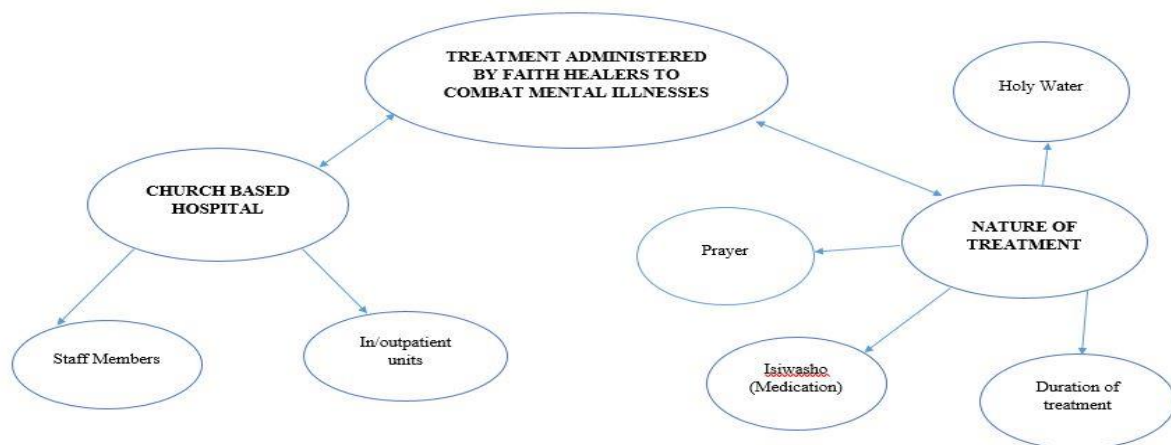 TREATMENT ADMINISTERED
BY FAITH HEALERS TO
COMBAT MENTAL ILLNESSES
Holy Water
CHURCH BASED
HOSPITAL
NATURE OF
TREATMENT
Prayer
Staff Members
In/outpatient
units
Isiwasho
(Medication)
Duration of
treatment